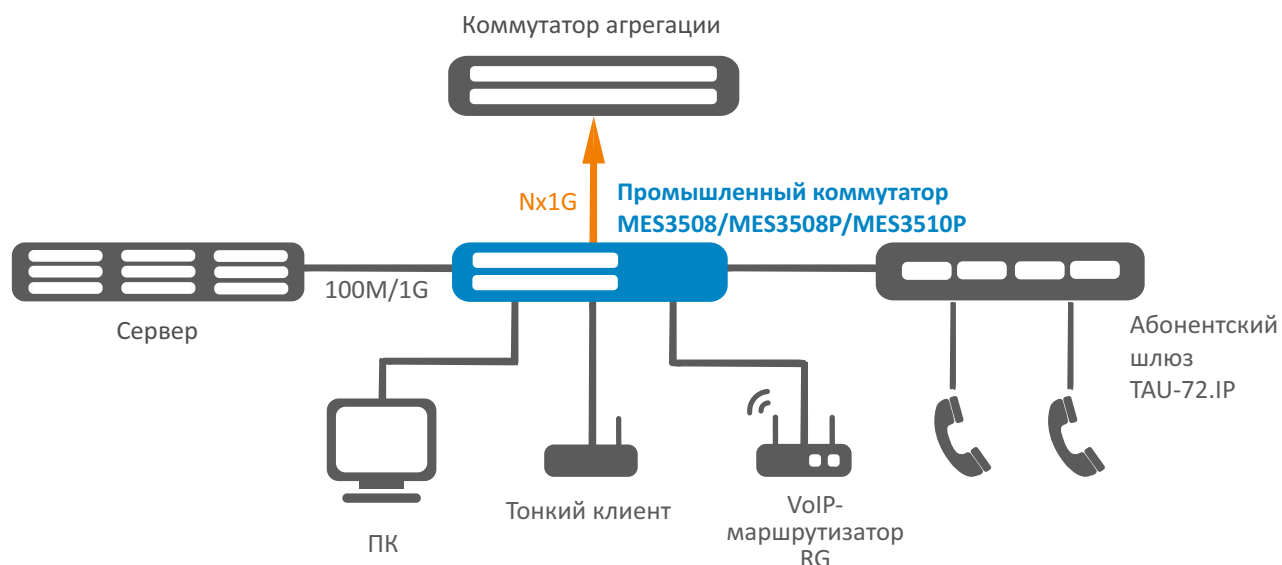 Коммутатор агрегации
Nx1G
Промышленный коммутатор
MES3508/MES3508P/MES3510P
100M/1G
Сервер
Абонентский
шлюз
TAU-72.IP
ПК
Тонкий клиент
VoIP-
маршрутизатор
RG